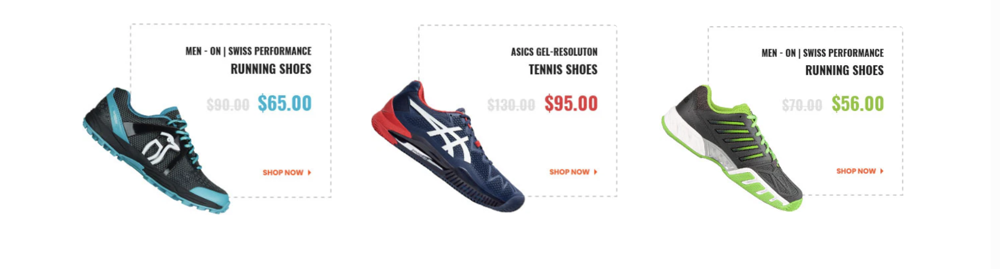 MEN - ON | SWISS PERFORMANCE
RUNNING SHOES
$90.00 $65.00
SHOP NOW
ASICS GEL-RESOLUTON
TENNIS SHOES
$130.00 $95.00
SHOP NOW
MEN - ON | SWISS PERFORMANCE
RUNNING SHOES
$70.00 $56.00
SHOP NOW